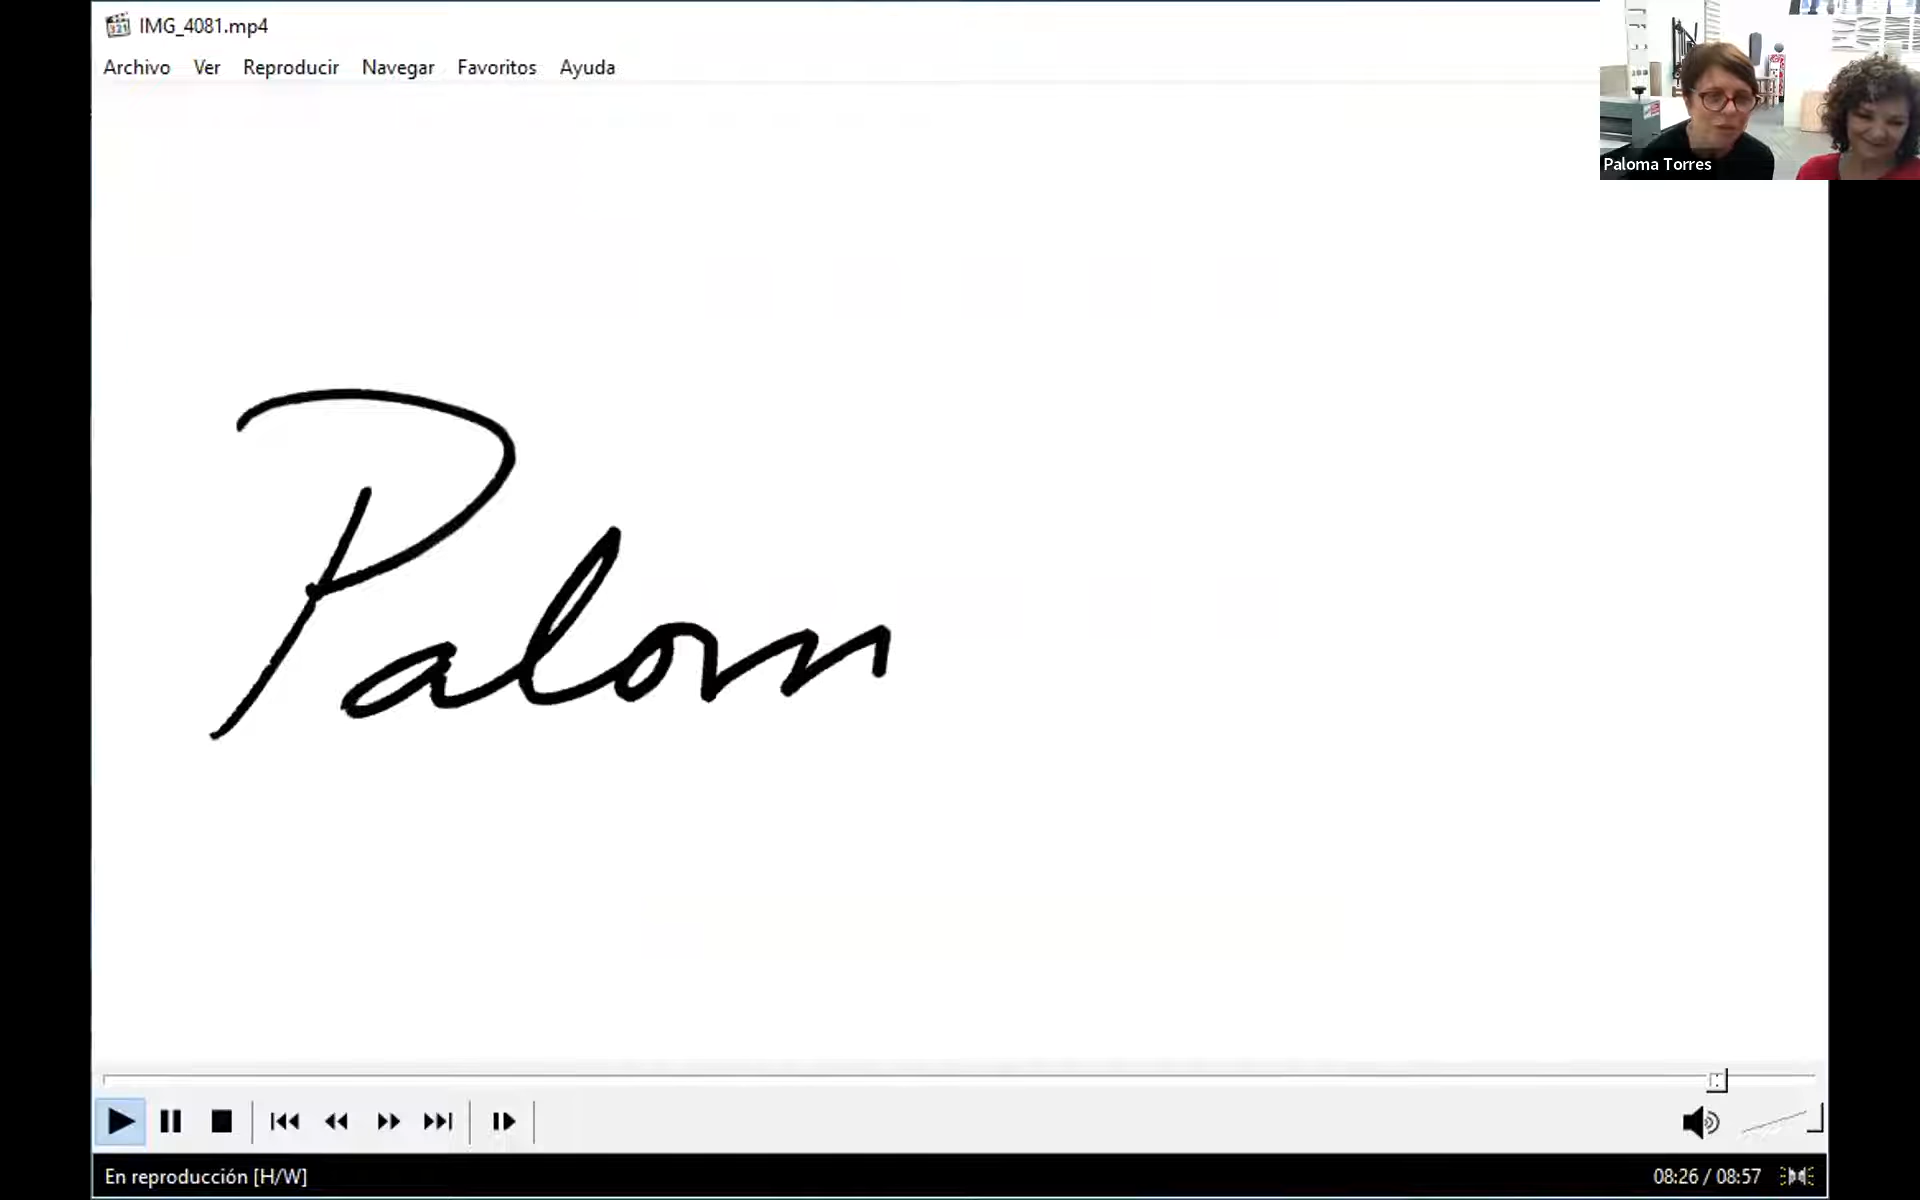 IMG_4081.mp4
Archivo Ver Reproducir Navegar Favoritos Ayuda
Paloma Torres
Palom
En reproducción [H/W]
08:26 / 08:57